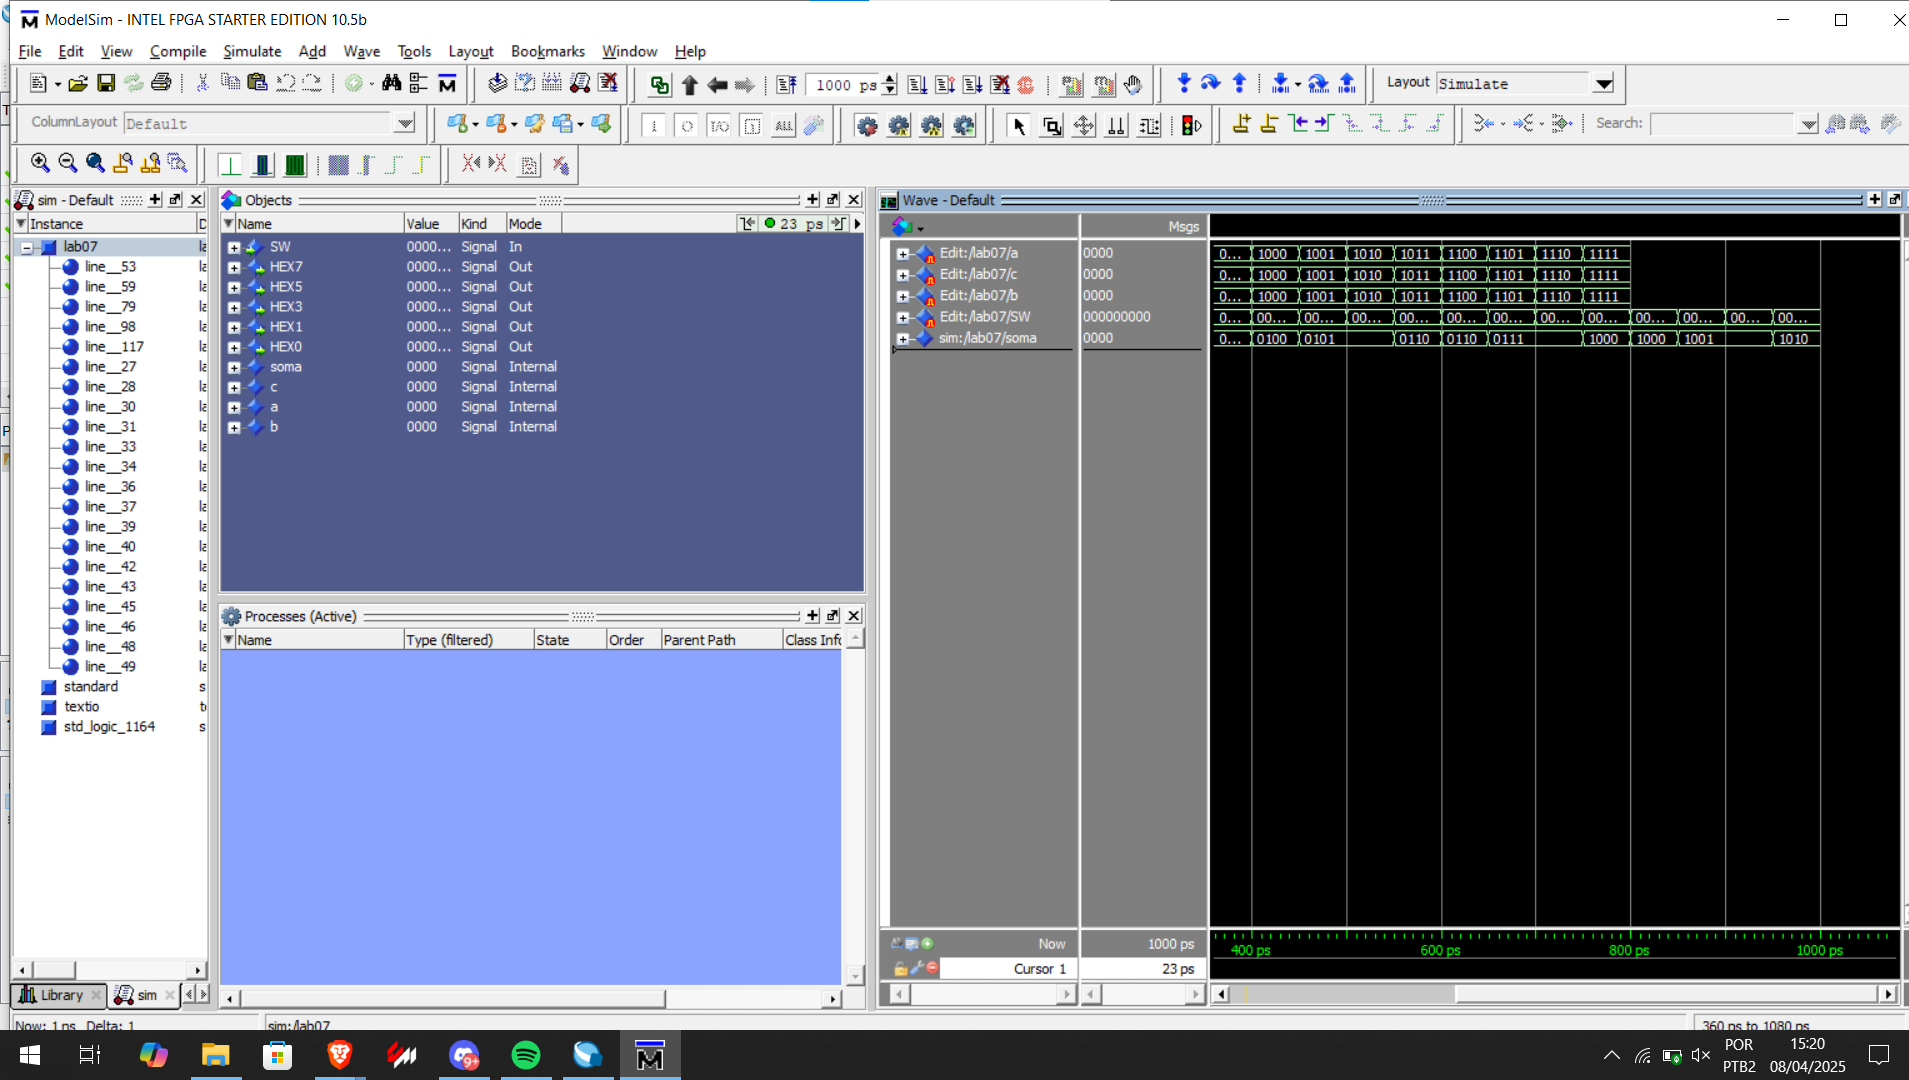 ModelSim - INTEL FPGA STARTER EDITION 10.5b
File Edit View Compile Simulate Add Wave Tools Layout Bookmarks Window Help
1000 ps
Layout Simulate
ColumnLayout Default
Search:
sim - Default
Instance
lab07
line__53
line__59
line__79
line__98
line__117
line__27
line__28
line__30
line__31
line__33
line__34
line__36
line__37
line__39
line__40
line__42
line__43
line__45
line__46
line__48
line__49
standard
textio
std_logic_1164
Library
sim
Objects
Name Value Kind Mode 23 ps
SW 0000... Signal In
HEX7 0000... Signal Out
HEX5 0000... Signal Out
HEX3 0000... Signal Out
HEX1 0000... Signal Out
HEX0 0000... Signal Out
soma 0000 Signal Internal
c 0000 Signal Internal
a 0000 Signal Internal
b 0000 Signal Internal
Processes (Active)
Name Type (filtered) State Order Parent Path Class Info
Wave - Default
Msgs
Edit:/lab07/a 0000 0... 1000 1001 1010 1011 1100 1101 1110 1111
Edit:/lab07/c 0000 0... 1000 1001 1010 1011 1100 1101 1110 1111
Edit:/lab07/b 0000 0... 1000 1001 1010 1011 1100 1101 1110 1111
Edit:/lab07/SW 000000000 0... 00... 00... 00... 00... 00... 00... 00... 00... 00... 00... 00... 00...
sim:/lab07/soma 0000 0... 0100 0101 0110 0110 0111 1000 1000 1001 1010
Now 1000 ps
400 ps 600 ps 800 ps 1000 ps
Cursor 1 23 ps
Now: 1 ns Delta: 1
sim:/lab07
360 ps to 1080 ps
9+
POR
PTB2
15:20
08/04/2025